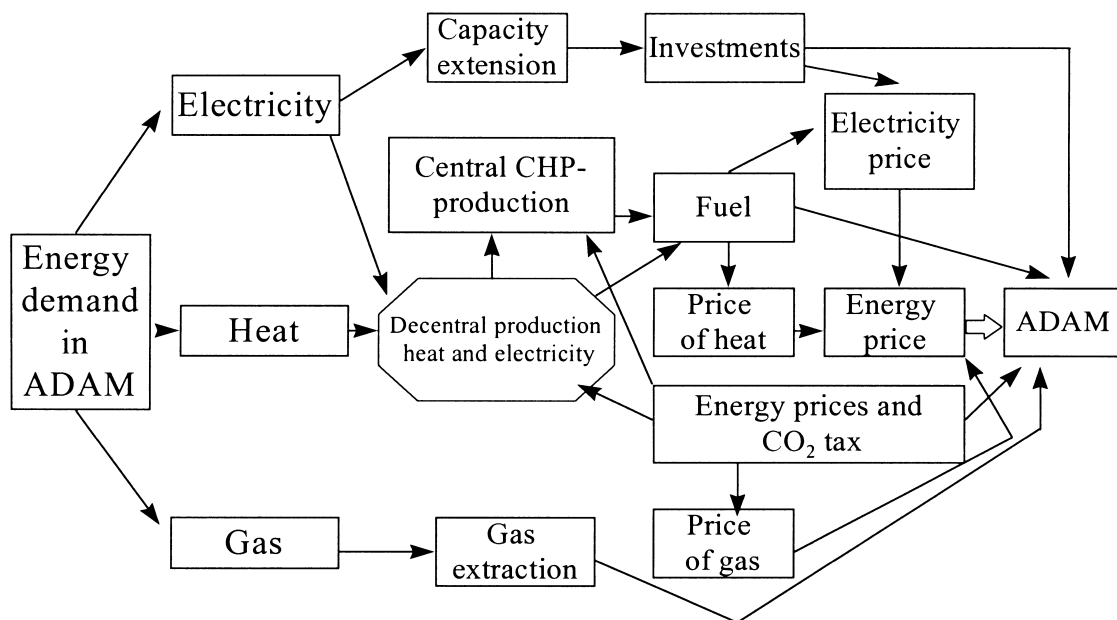 Capacity
extension
Investments
Electricity
Electricity
price
Central CHP-
production
Fuel
Energy
demand
in
ADAM
Heat
Decentral production
heat and electricity
Price
of heat
Energy
price
ADAM
Energy prices and
CO₂ tax
Gas
Gas
extraction
Price
of gas